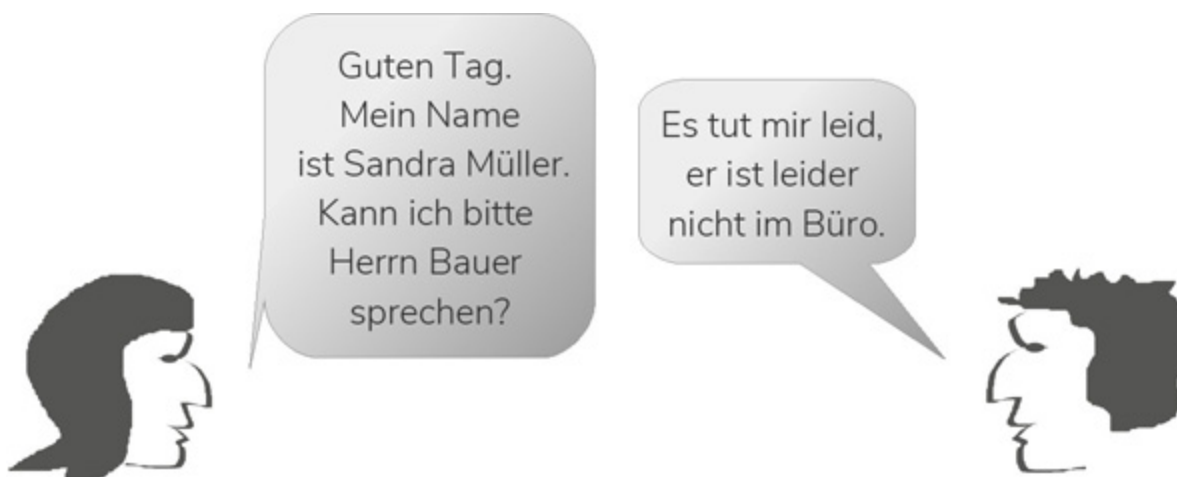 Guten Tag.
Mein Name
ist Sandra Müller.
Kann ich bitte
Herrn Bauer
sprechen?
Es tut mir leid,
er ist leider
nicht im Büro.